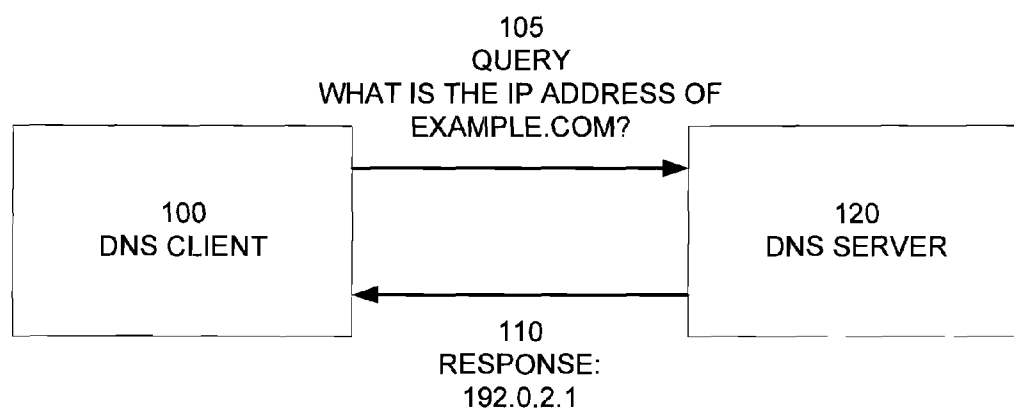 105
QUERY
WHAT IS THE IP ADDRESS OF
EXAMPLE.COM?
100
DNS CLIENT
120
DNS SERVER
110
RESPONSE:
192.0.2.1